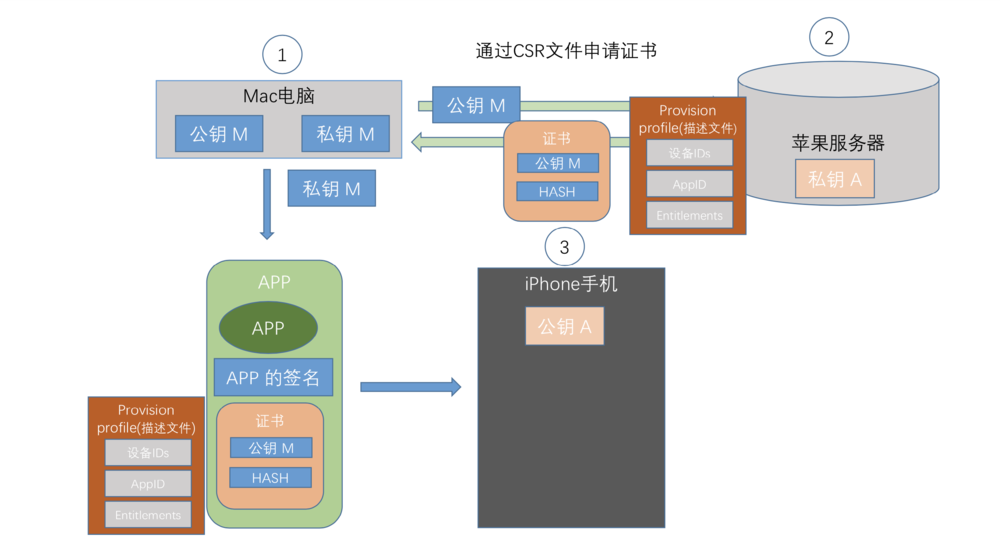 ①
通过CSR文件申请证书
②
Mac电脑
公钥 M
私钥 M
公钥 M
证书
公钥 M
HASH
Provision
profile(描述文件)
设备IDs
AppID
Entitlements
苹果服务器
私钥 A
私钥 M
③
iPhone手机
公钥 A
APP
APP
APP 的签名
证书
公钥 M
HASH
Provision
profile(描述文件)
设备IDs
AppID
Entitlements